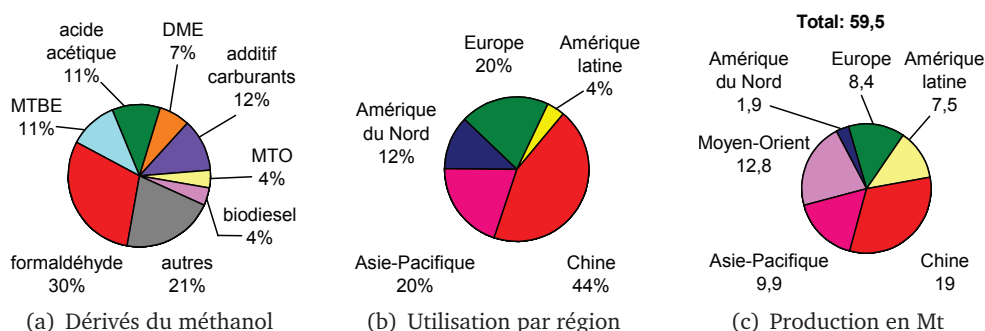 acide
acétique
11%
DME
7%
additif
carburants
12%
MTBE
11%
MTO
4%
biodiesel
4%
formaldéhyde
30%
autres
21%
(a) Dérivés du méthanol
Europe
20%
Amérique
latine
4%
Amérique
du Nord
12%
Asie-Pacifique
20%
Chine
44%
(b) Utilisation par région
Total: 59,5
Amérique
du Nord
1,9
Europe
8,4
Amérique
latine
7,5
Moyen-Orient
12,8
Asie-Pacifique
9,9
Chine
19
(c) Production en Mt